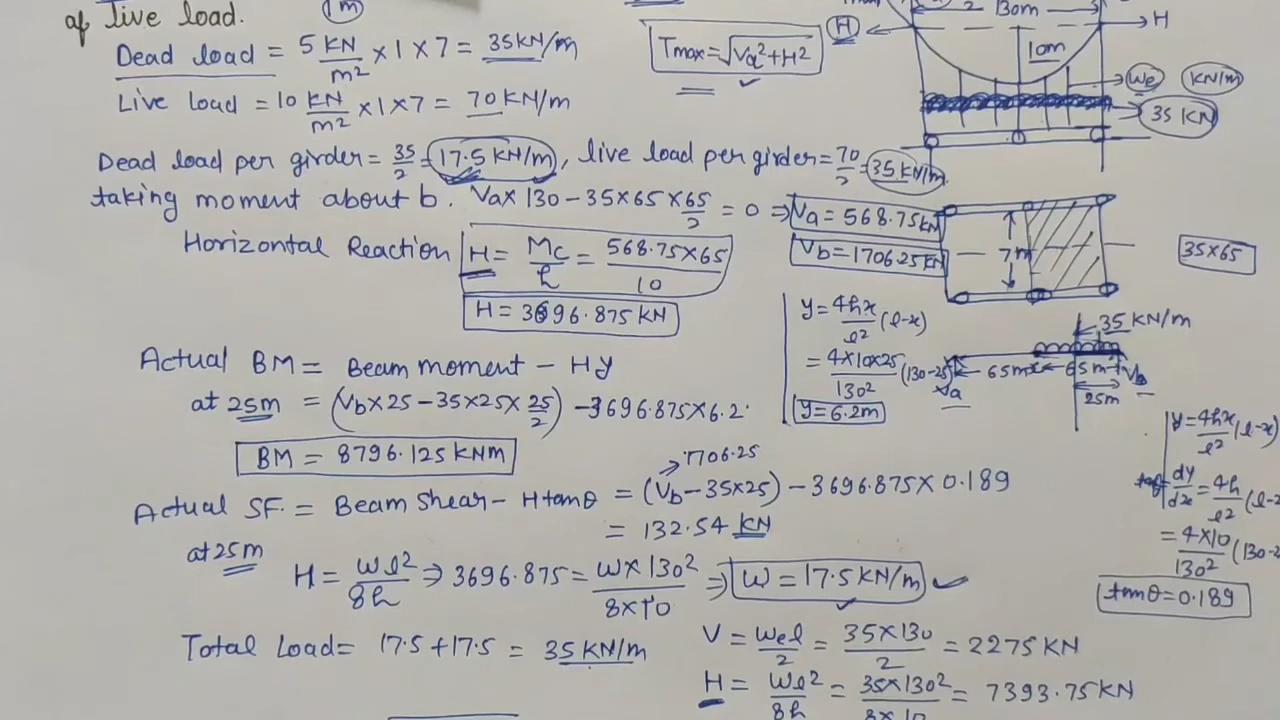 of live load.
1m
Dead load = 5 KN/m² × 1 × 7 = 35KN/m
Live load = 10 KN/m² × 1 × 7 = 70 KN/m
Tmax = √Va²+H²
H
130m
H
10m
We
KN/m
35 KN
Dead load per girder = 35/2 = 17.5 KN/m, live load per girder = 70/2 = 35 KN/m.
taking moment about b. Va× 130 - 35×65 × 65/2 = 0 ⇒ Va = 568.75KN
Vb = 1706.25KN
7m
35×65
Horizontal Reaction H = Mc/h = 568.75×65/10
H = 3696.875 KN
y = 4hx/l² (l-x)
= 4×10×25/130² (130-25)
y = 6.2m
35 KN/m
65m
65m
Va
Vb
25m
Actual BM = Beam moment - Hy
at 25m = (Vb×25 - 35×25× 25/2) - 3696.875×6.2
BM = 8796.125 KNm
1706.25
Actual SF. = Beam Shear - Htanθ = (Vb - 35×25) - 3696.875× 0.189
at 25m
= 132.54 KN
y = 4hx/l² (l-x)
tanθ dy/dx = 4h/l² (l-2
= 4×10/130² (130-2
tanθ = 0.189
H = wl²/8h ⇒ 3696.875 = w× 130²/8×10 ⇒ w = 17.5 KN/m
Total Load = 17.5 + 17.5 = 35 KN/m
V = Wel/2 = 35×130/2 = 2275 KN
H = Wl²/8h = 35×130²/8×10 = 7393.75 KN